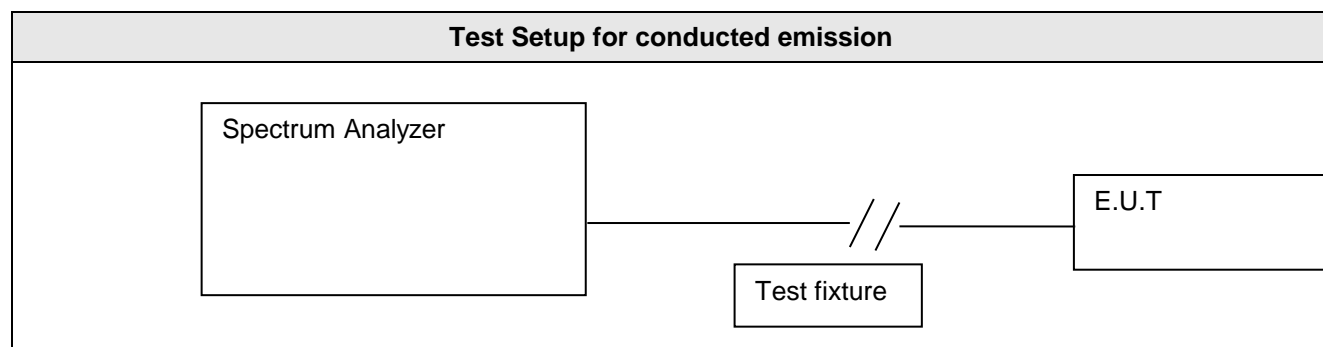 Test Setup for conducted emission
Spectrum Analyzer
E.U.T
Test fixture